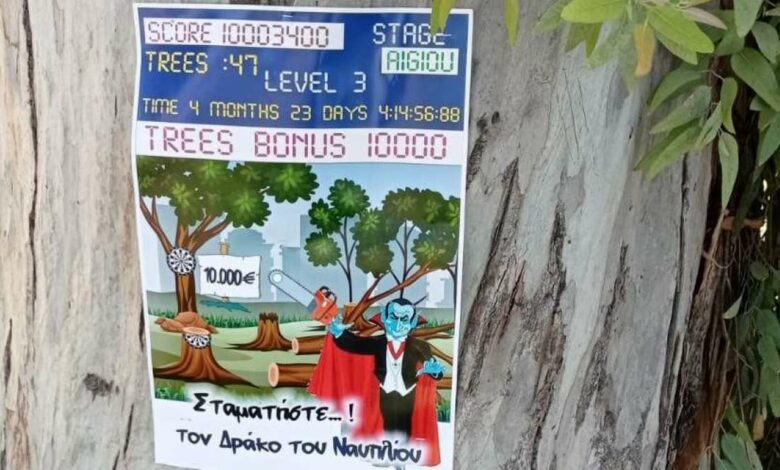 SCORE 10003400 STAGE
TREES :47 AIGIOU
LEVEL 3
TIME 4 MONTHS 23 DAYS 4:14:56:88
TREES BONUS 10000
10.000€
Σταματήστε...!
τον Δράκο του Ναυπλίου